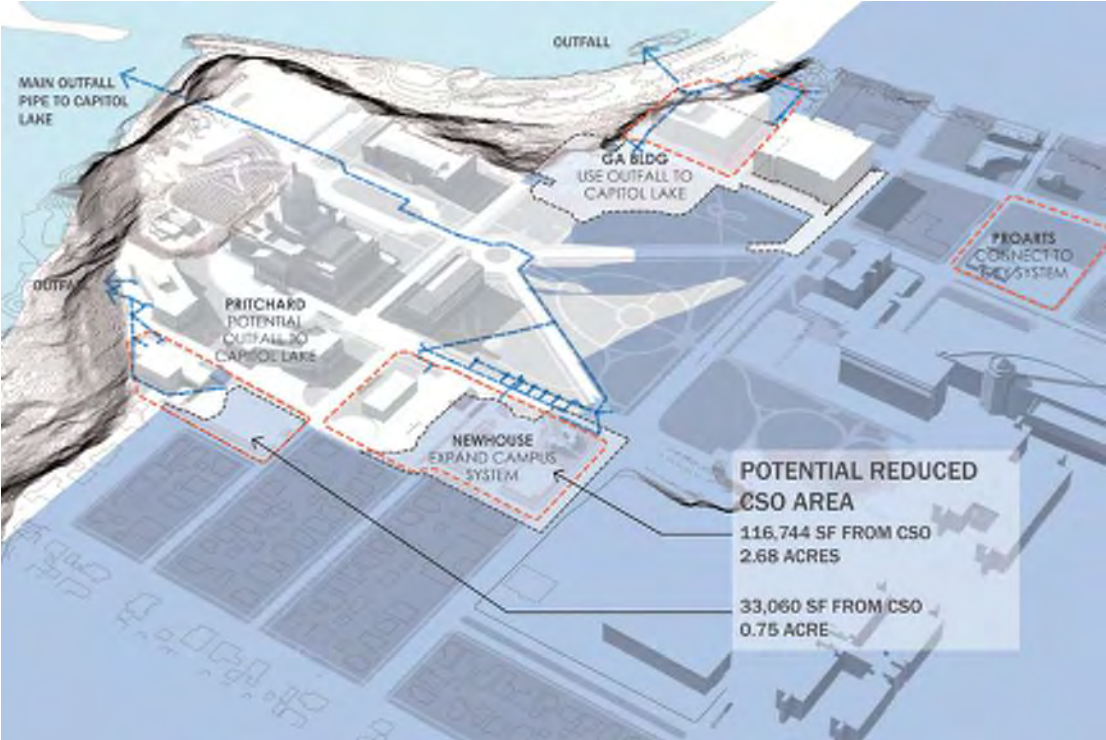 OUTFALL
MAIN OUTFALL
PIPE TO CAPITOL
LAKE
GA BLDG
USE OUTFALL TO
CAPITOL LAKE
PROARTS
CONNECT TO
CITY SYSTEM
OUTFALL
PRITCHARD
POTENTIAL
OUTFALL TO
CAPITOL LAKE
NEWHOUSE
EXPAND CAMPUS
SYSTEM
POTENTIAL REDUCED
CSO AREA
116,744 SF FROM CSO
2.68 ACRES
33,060 SF FROM CSO
0.75 ACRE